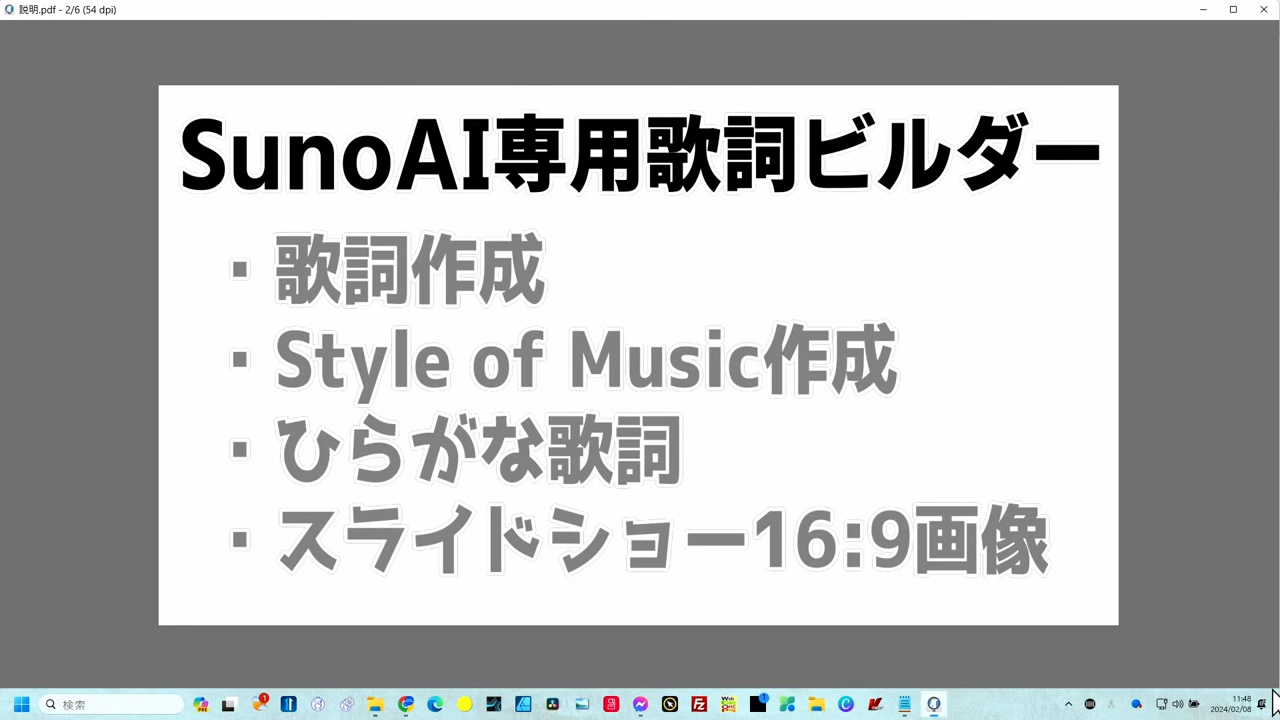 説明.pdf - 2/6 (54 dpi)
SunoAI専用歌詞ビルダー
・歌詞作成
・Style of Music作成
・ひらがな歌詞
・スライドショー16:9画像
検索
11:48
2024/02/08